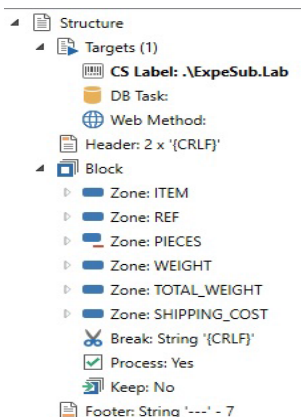 Structure
Targets (1)
CS Label: .\ExpeSub.Lab
DB Task:
Web Method:
Header: 2 x '{CRLF}'
Block
Zone: ITEM
Zone: REF
Zone: PIECES
Zone: WEIGHT
Zone: TOTAL_WEIGHT
Zone: SHIPPING_COST
Break: String '{CRLF}'
Process: Yes
Keep: No
Footer: String '---' - 7